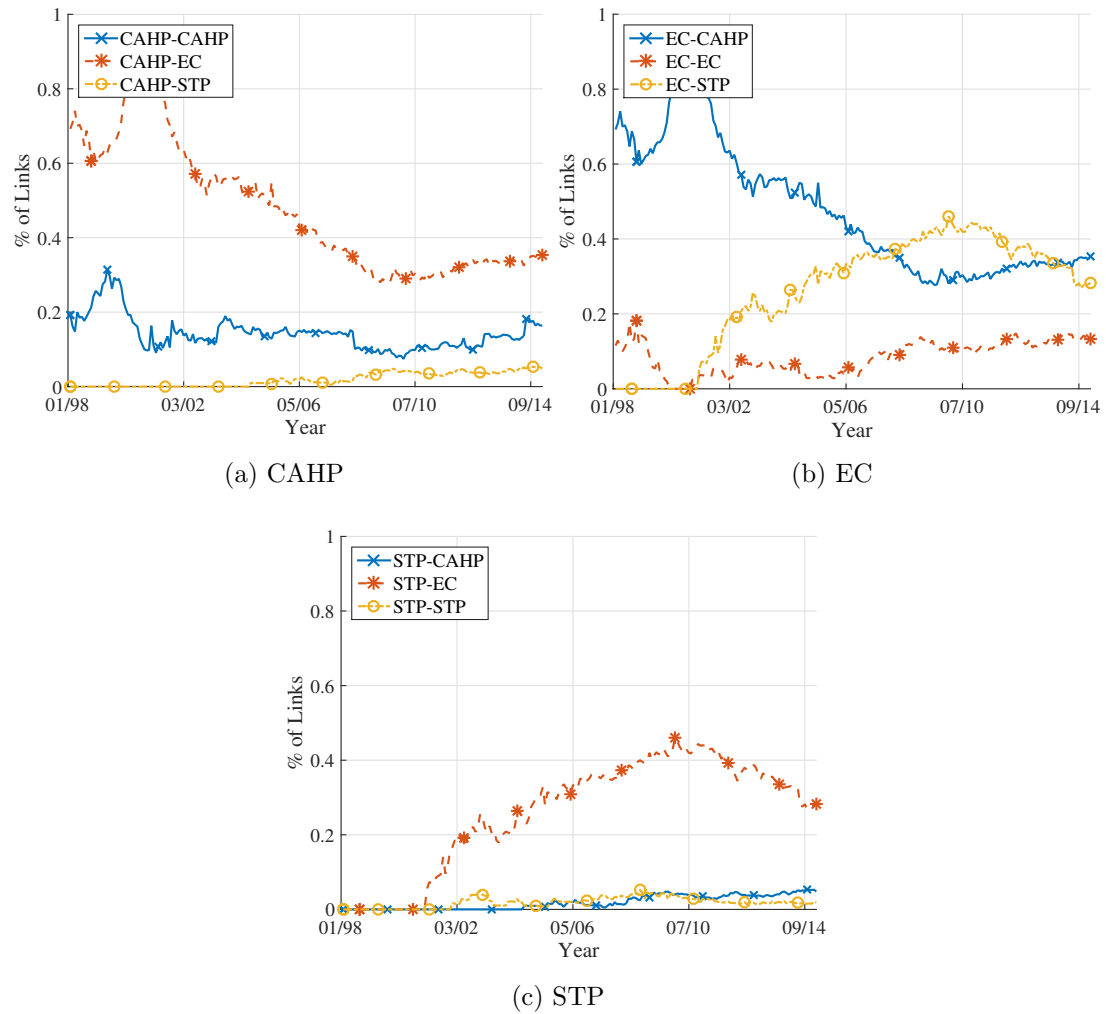 1
0.8
0.6
0.4
0.2
0
% of Links
CAHP-CAHP
CAHP-EC
CAHP-STP
01/98 03/02 05/06 07/10 09/14
Year
(a) CAHP
1
0.8
0.6
0.4
0.2
0
% of Links
EC-CAHP
EC-EC
EC-STP
01/98 03/02 05/06 07/10 09/14
Year
(b) EC
1
0.8
0.6
0.4
0.2
0
% of Links
STP-CAHP
STP-EC
STP-STP
01/98 03/02 05/06 07/10 09/14
Year
(c) STP